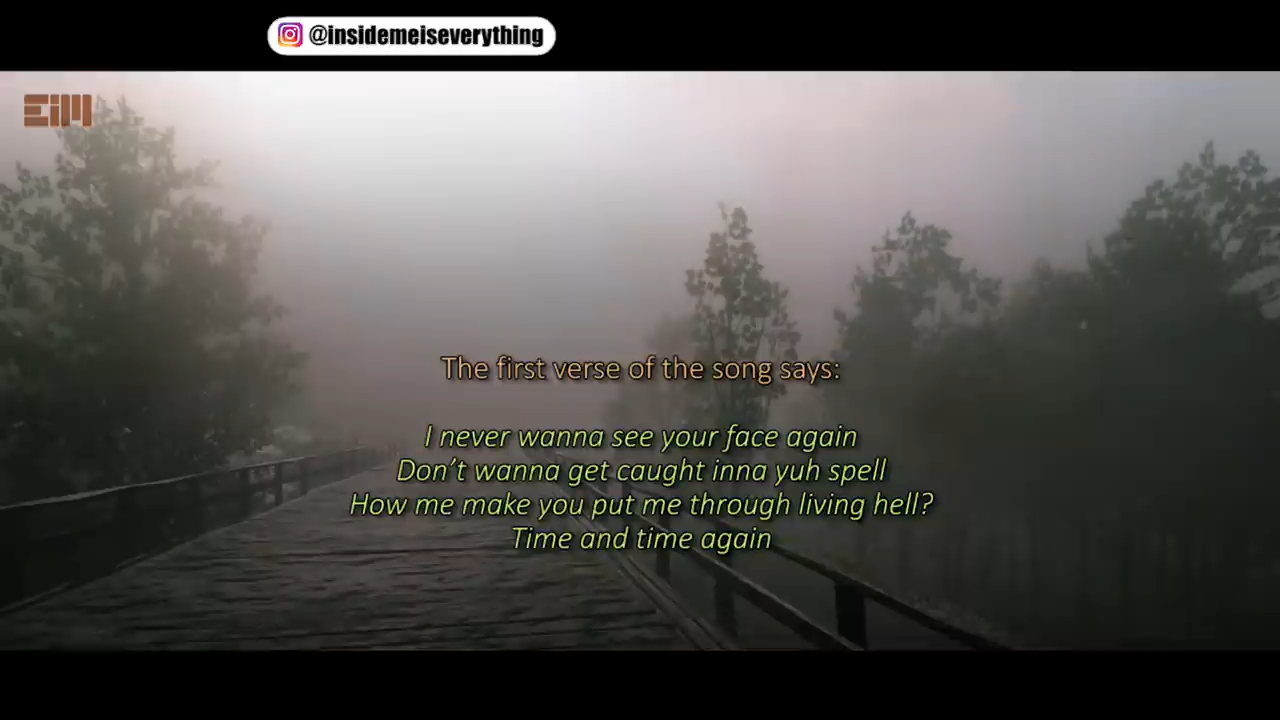 @insidemeiseverything
EiM
The first verse of the song says:
I never wanna see your face again
Don't wanna get caught inna yuh spell
How me make you put me through living hell?
Time and time again